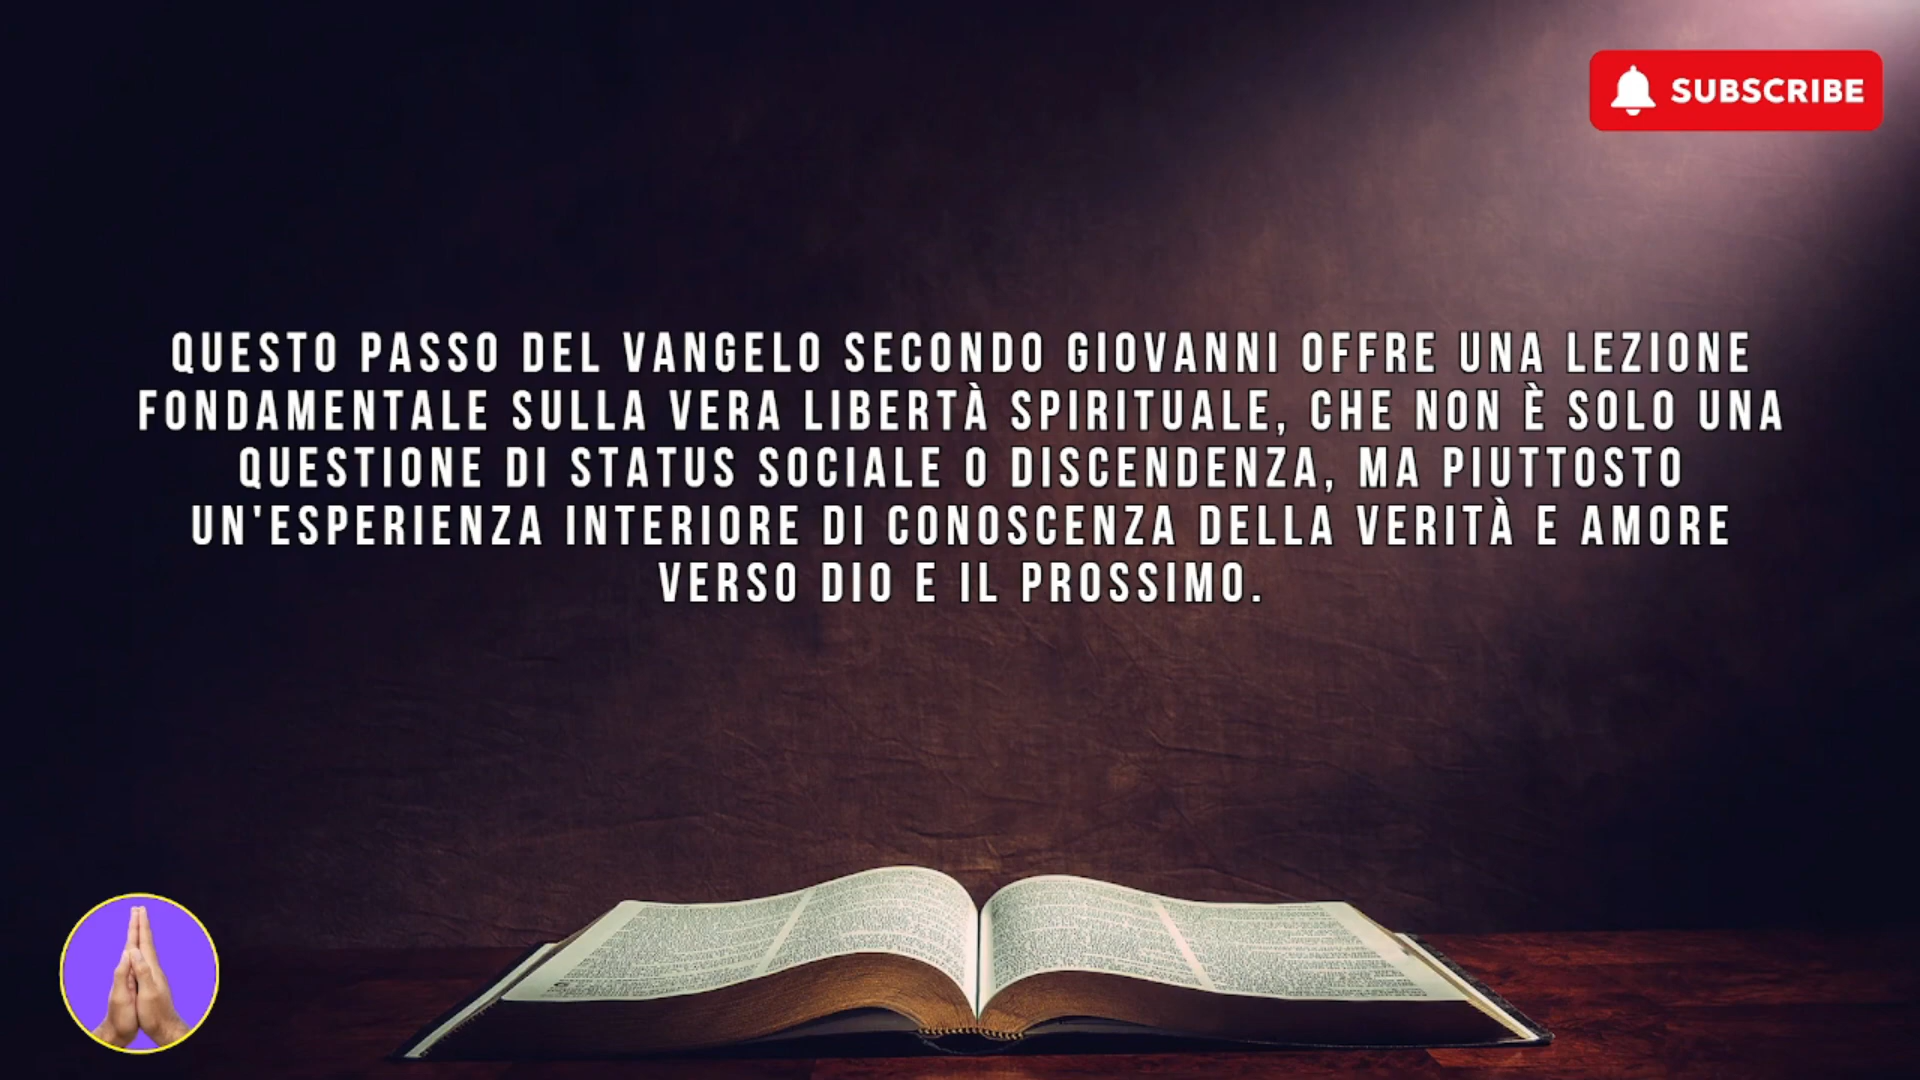 SUBSCRIBE
QUESTO PASSO DEL VANGELO SECONDO GIOVANNI OFFRE UNA LEZIONE
FONDAMENTALE SULLA VERA LIBERTÀ SPIRITUALE, CHE NON È SOLO UNA
QUESTIONE DI STATUS SOCIALE O DISCENDENZA, MA PIUTTOSTO
UN'ESPERIENZA INTERIORE DI CONOSCENZA DELLA VERITÀ E AMORE
VERSO DIO E IL PROSSIMO.